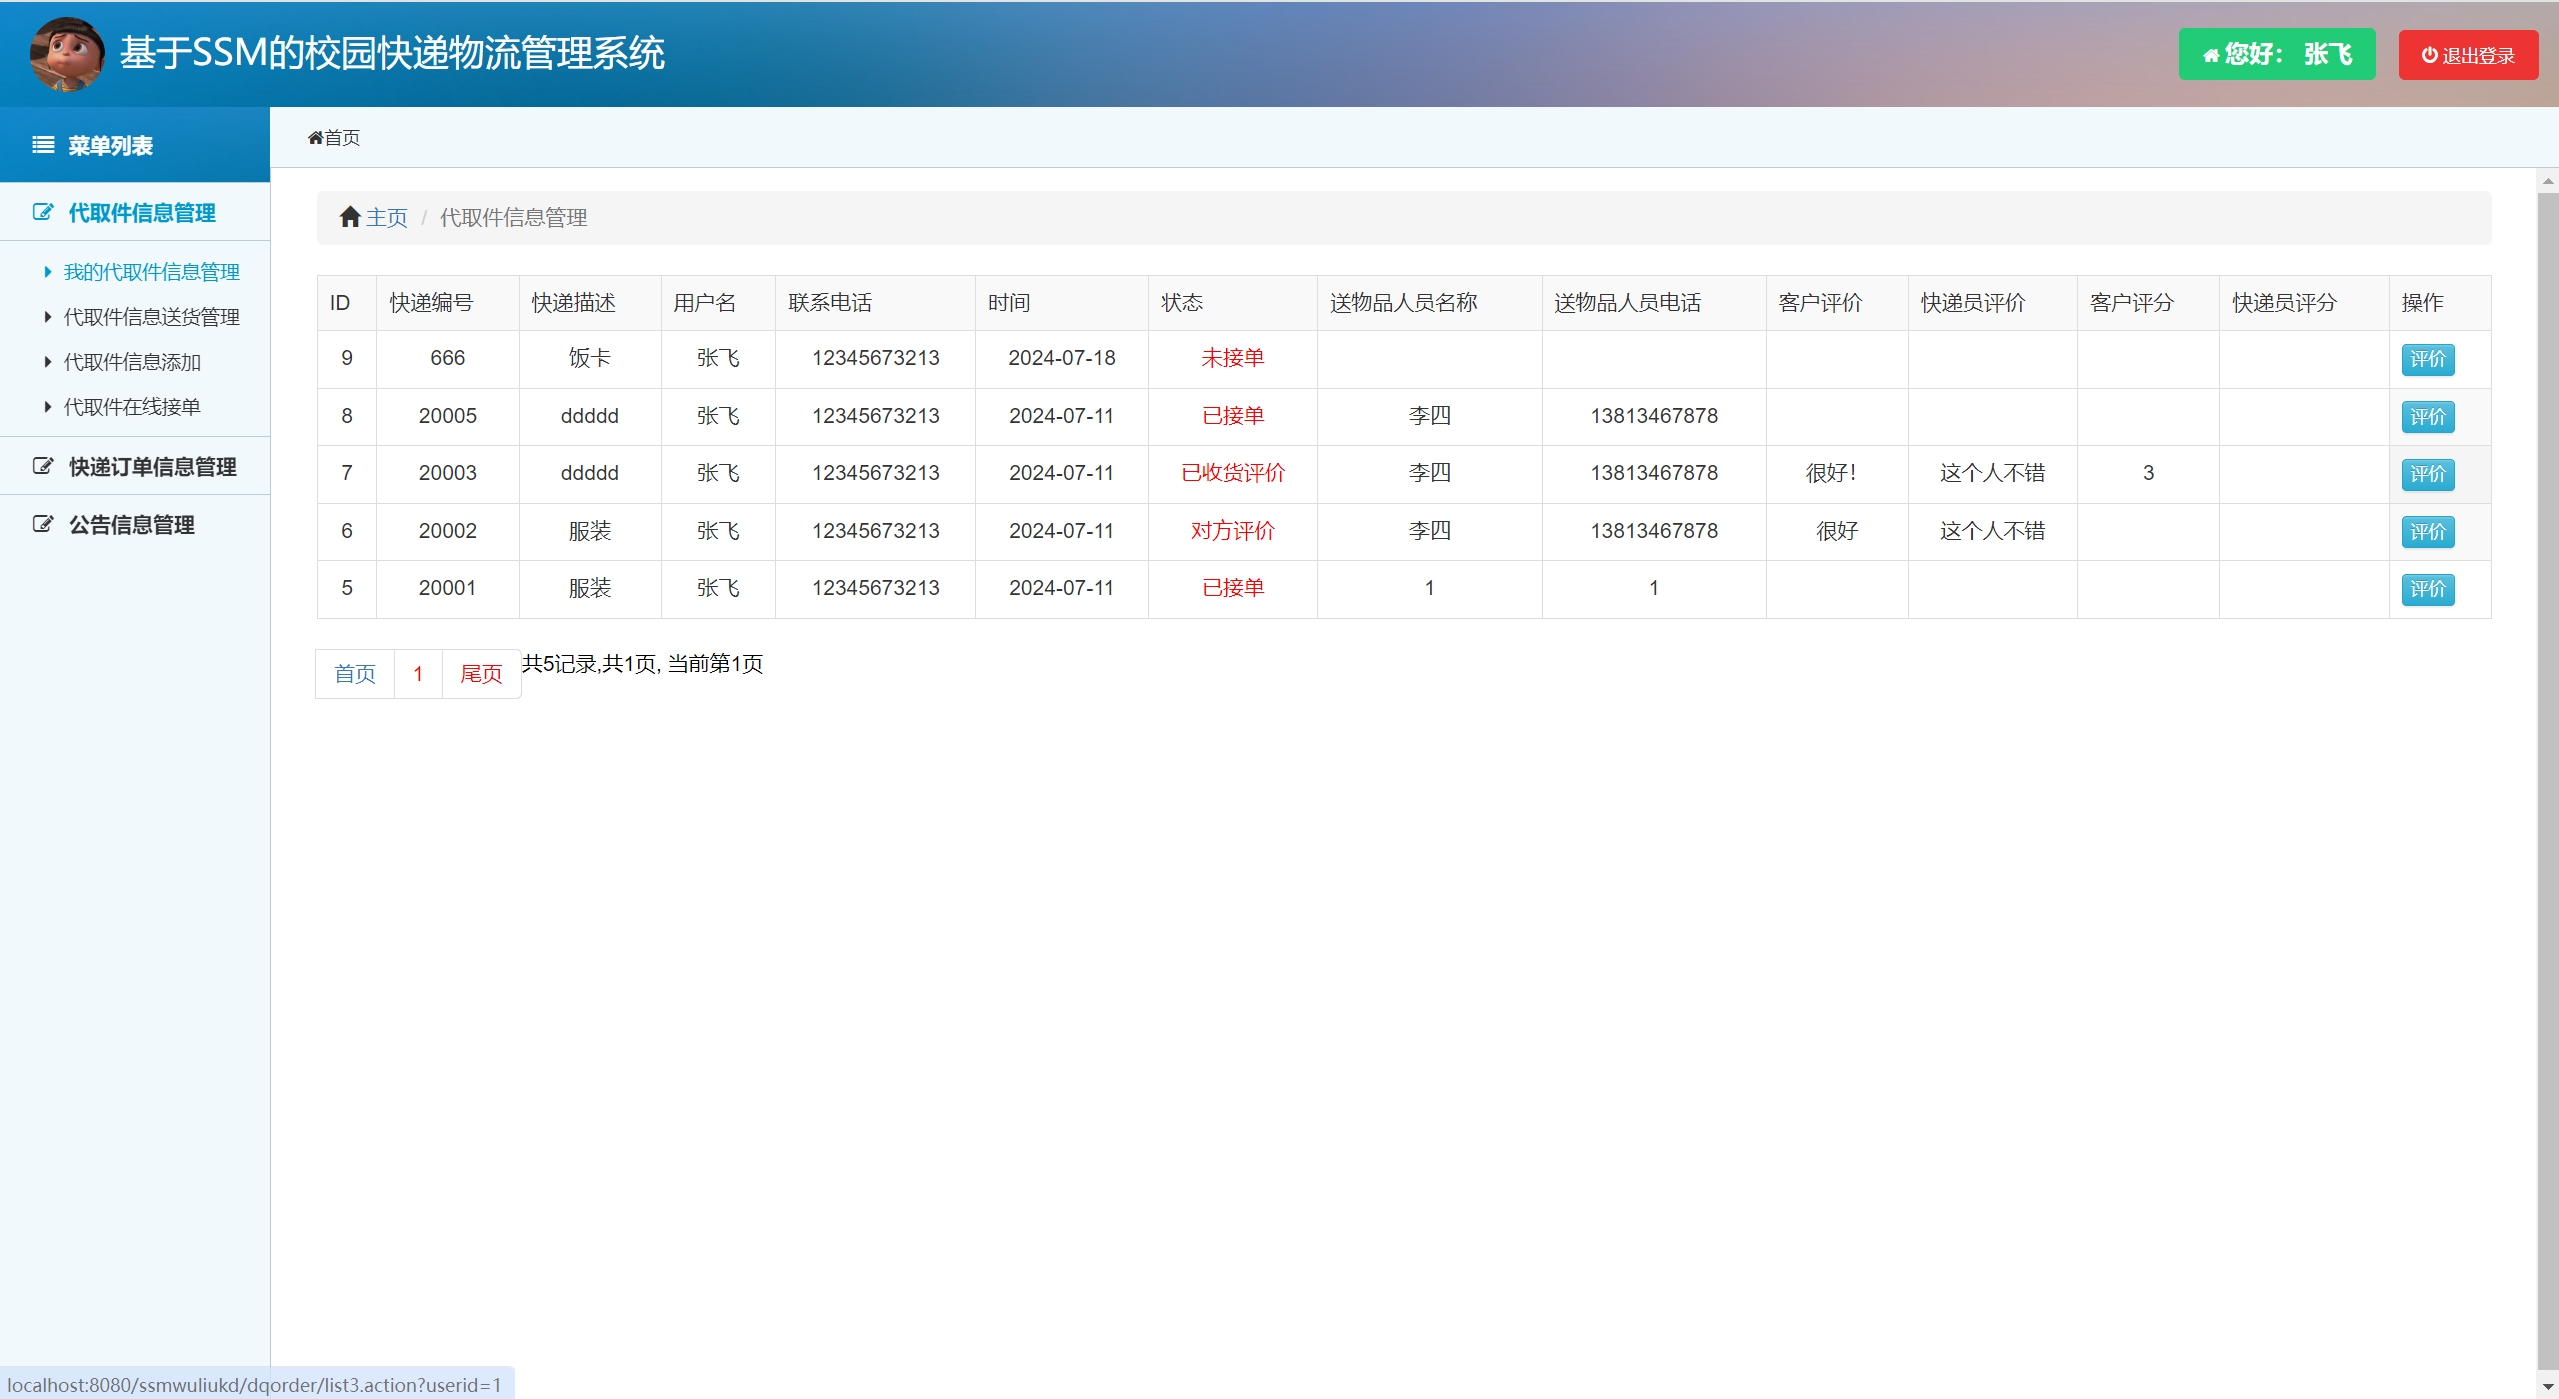 基于SSM的校园快递物流管理系统
您好： 张飞
退出登录
菜单列表
首页
代取件信息管理
我的代取件信息管理
代取件信息送货管理
代取件信息添加
代取件在线接单
快递订单信息管理
公告信息管理
主页 / 代取件信息管理
ID 快递编号 快递描述 用户名 联系电话 时间 状态 送物品人员名称 送物品人员电话 客户评价 快递员评价 客户评分 快递员评分 操作
9 666 饭卡 张飞 12345673213 2024-07-18 未接单 评价
8 20005 ddddd 张飞 12345673213 2024-07-11 已接单 李四 13813467878 评价
7 20003 ddddd 张飞 12345673213 2024-07-11 已收货评价 李四 13813467878 很好! 这个人不错 3 评价
6 20002 服装 张飞 12345673213 2024-07-11 对方评价 李四 13813467878 很好 这个人不错 评价
5 20001 服装 张飞 12345673213 2024-07-11 已接单 1 1 评价
首页 1 尾页 共5记录,共1页, 当前第1页
localhost:8080/ssmwuliukd/dqorder/list3.action?userid=1